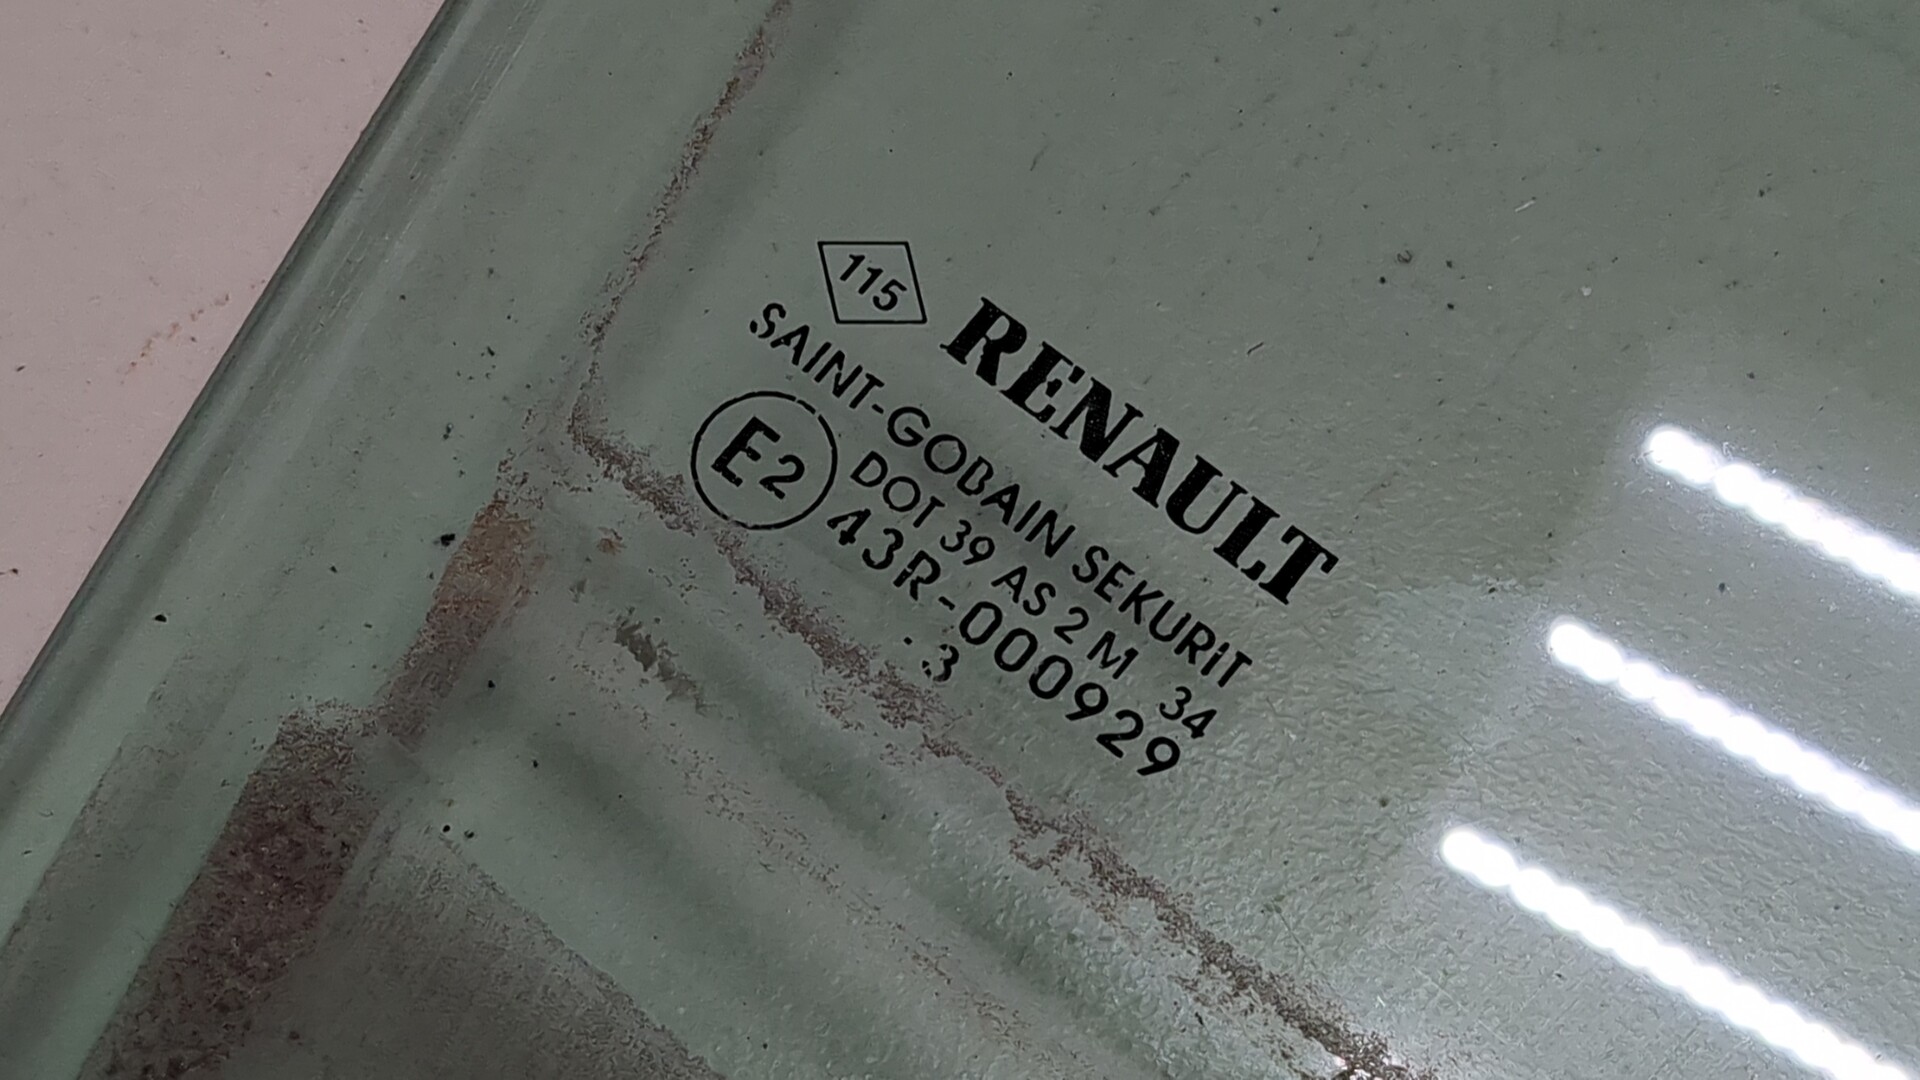 115
RENAULT
SAINT-GOBAIN SEKURiT
E2
DOT 39 AS 2 M 34
43R-000929
. 3